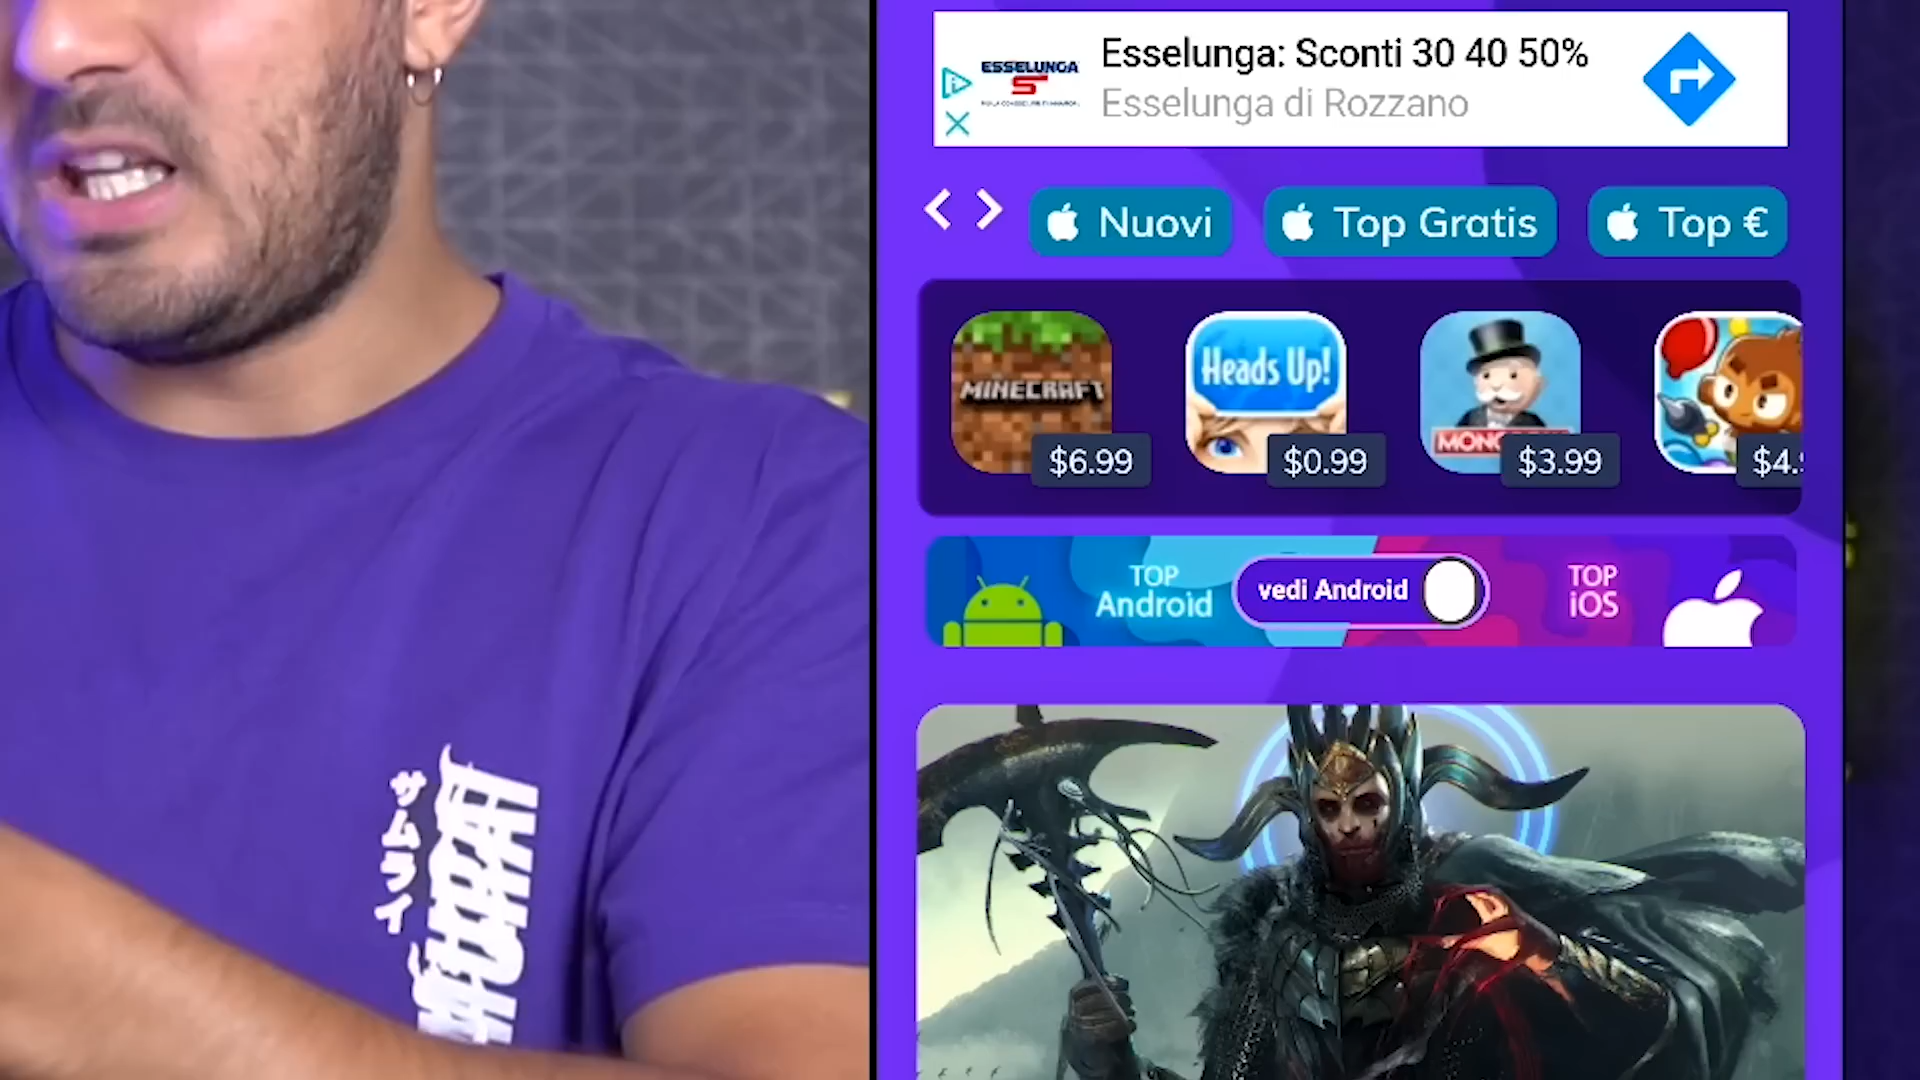 Esselunga: Sconti 30 40 50%
ESSELUNGA
Esselunga di Rozzano
Nuovi
Top Gratis
Top €
MINECRAFT
Heads Up!
$6.99
$0.99
$3.99
TOP
Android
vedi Android
TOP
iOS
サムライ